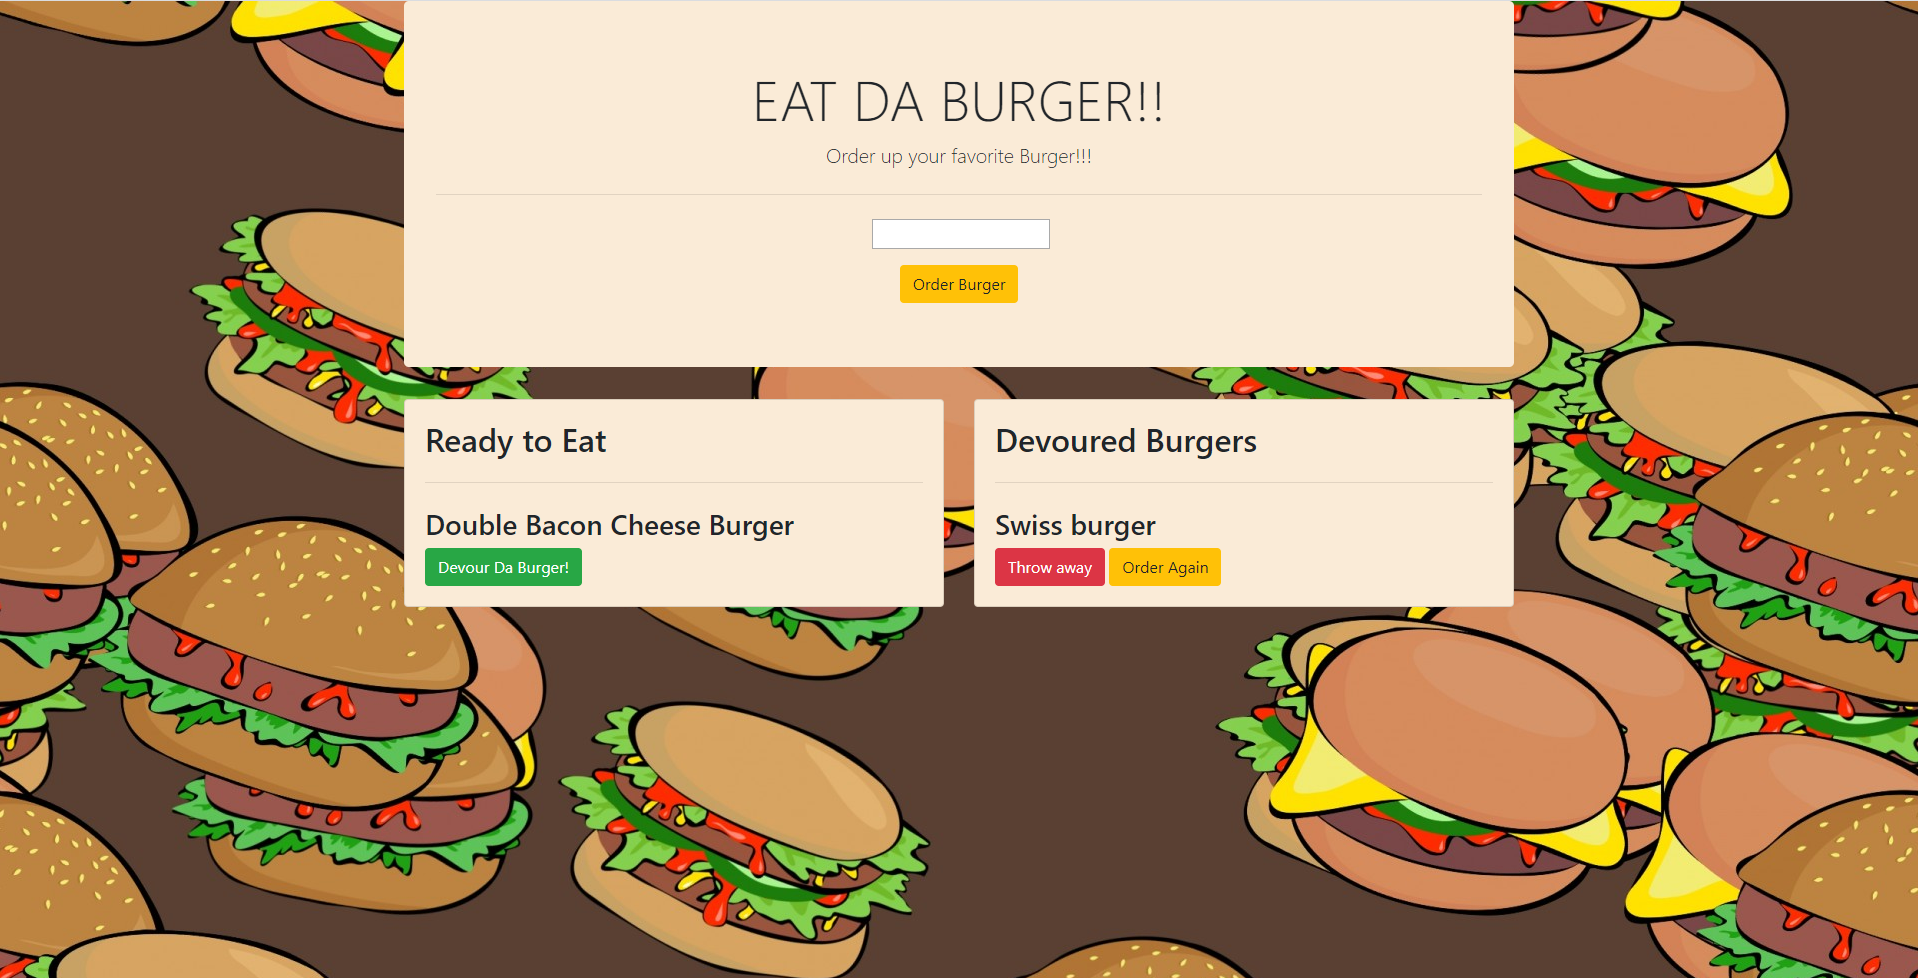 EAT DA BURGER!!
Order up your favorite Burger!!!
Order Burger
Ready to Eat
Double Bacon Cheese Burger
Devour Da Burger!
Devoured Burgers
Swiss burger
Throw away Order Again